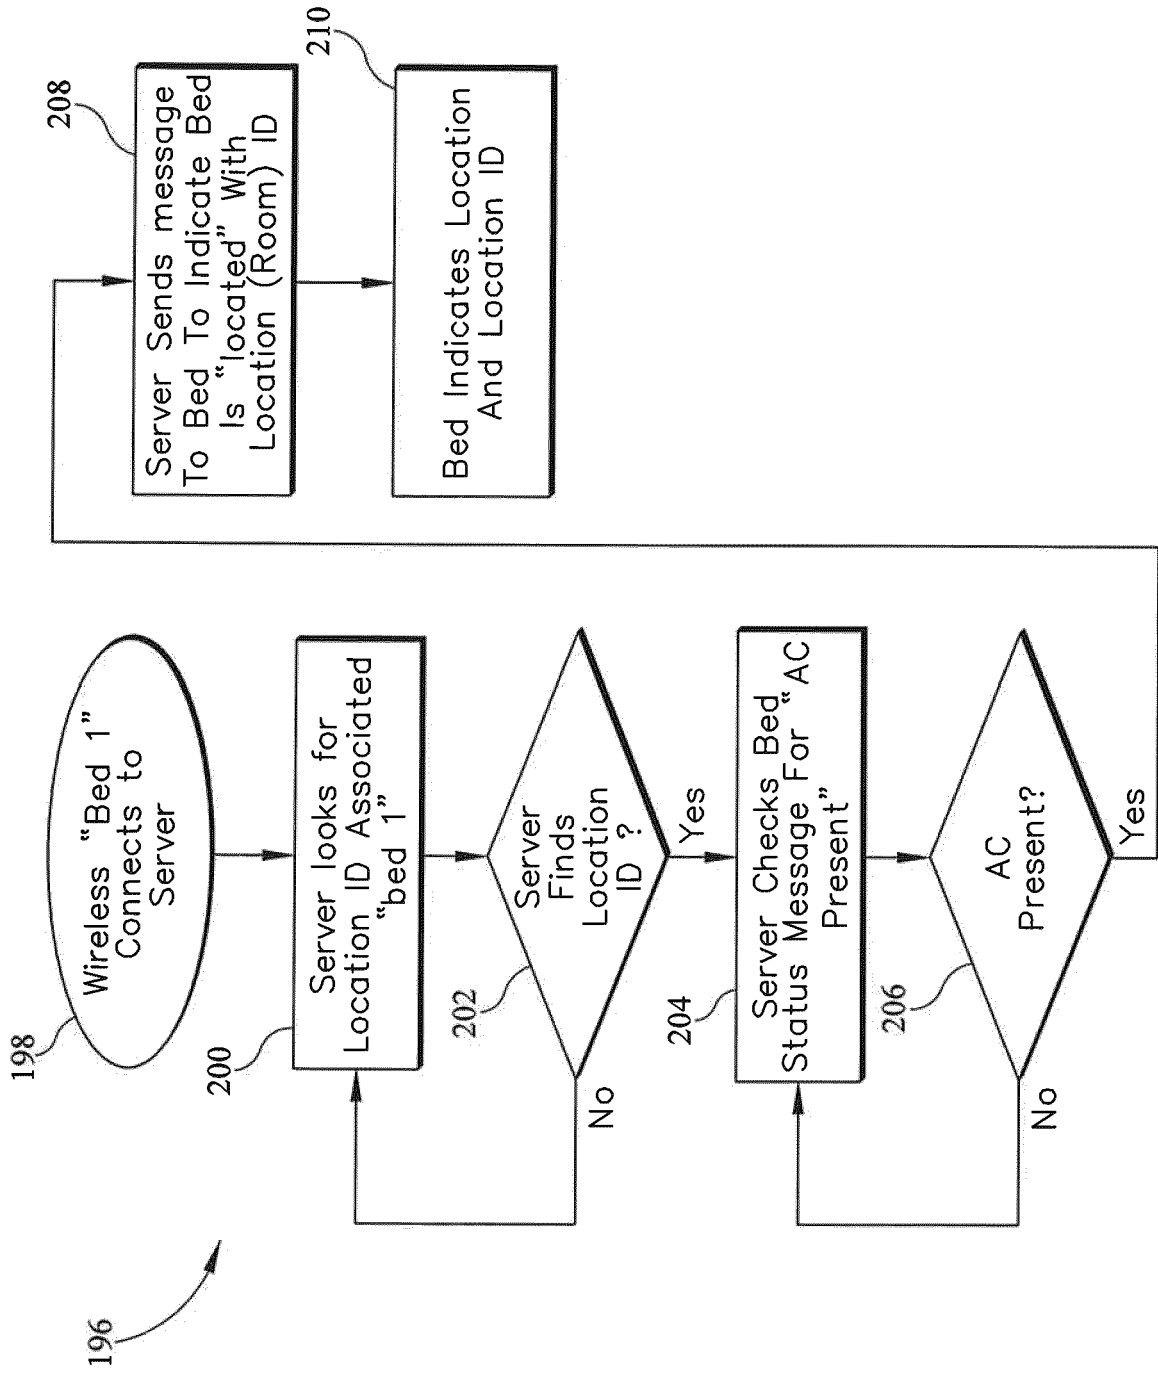 196
198
Wireless “Bed 1”
Connects to
Server
200
Server looks for
Location ID Associated
“bed 1”
202
Server
Finds
Location
ID ?
No
Yes
204
Server Checks Bed
Status Message For “AC
Present”
206
AC
Present?
No
Yes
208
Server Sends message
To Bed To Indicate Bed
Is “located” With
Location (Room) ID
210
Bed Indicates Location
And Location ID